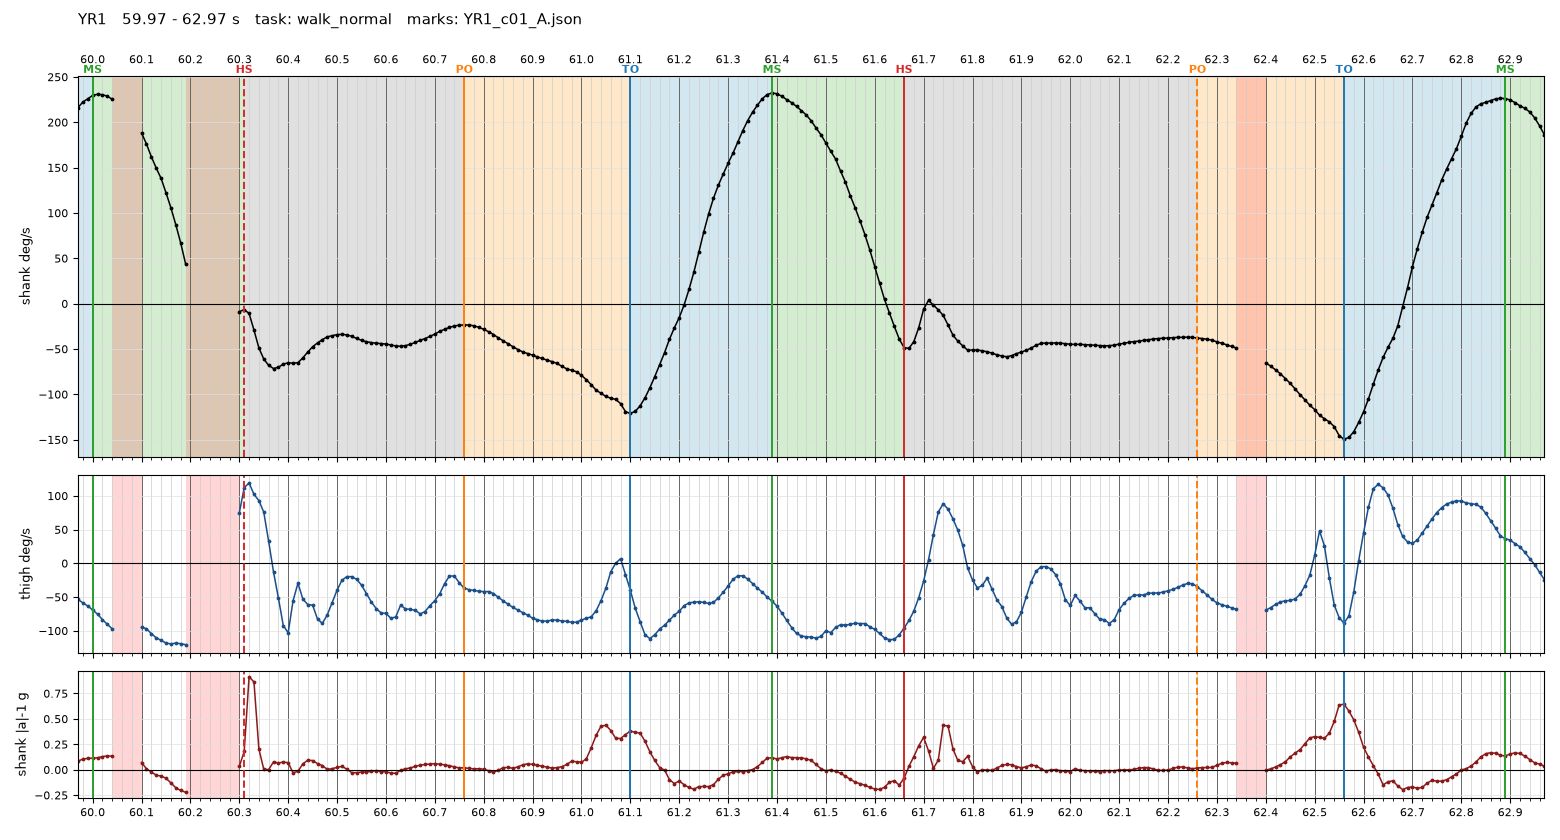 YR1   59.97 - 62.97 s   task: walk_normal   marks: YR1_c01_A.json
60.0 60.1 60.2 60.3 60.4 60.5 60.6 60.7 60.8 60.9 61.0 61.1 61.2 61.3 61.4 61.5 61.6 61.7 61.8 61.9 62.0 62.1 62.2 62.3 62.4 62.5 62.6 62.7 62.8 62.9
MS HS PO TO MS HS PO TO MS
250
200
150
100
50
0
−50
−100
−150
shank deg/s
100
50
0
−50
−100
thigh deg/s
0.75
0.50
0.25
0.00
−0.25
shank |a|-1 g
60.0 60.1 60.2 60.3 60.4 60.5 60.6 60.7 60.8 60.9 61.0 61.1 61.2 61.3 61.4 61.5 61.6 61.7 61.8 61.9 62.0 62.1 62.2 62.3 62.4 62.5 62.6 62.7 62.8 62.9